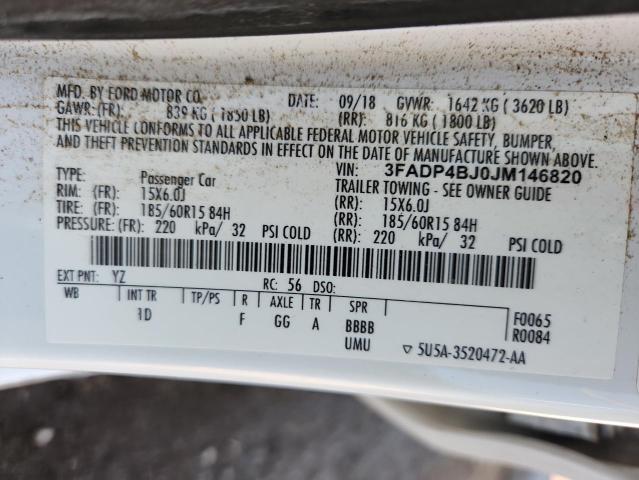 MFD. BY FORD MOTOR CO. DATE: 09/18 GVWR: 1642 KG ( 3620 LB)
GAWR: (FR): 839 KG ( 1850 LB) (RR): 816 KG ( 1800 LB)
THIS VEHICLE CONFORMS TO ALL APPLICABLE FEDERAL MOTOR VEHICLE SAFETY, BUMPER,
AND THEFT PREVENTION STANDARDS IN EFFECT ON THE DATE OF MANUFACTURE SHOWN ABOVE.
VIN: 3FADP4BJ0JM146820
TYPE: Passenger Car TRAILER TOWING - SEE OWNER GUIDE
RIM: (FR): 15X6.0J (RR): 15X6.0J
TIRE: (FR): 185/60R15 84H (RR): 185/60R15 84H
PRESSURE: (FR): 220 kPa/ 32 PSI COLD (RR): 220 kPa/ 32 PSI COLD
EXT PNT: YZ RC: 56 DSO:
WB INT TR TP/PS R AXLE TR SPR F0065
F GG A BBBB R0084
UMU ▽ 5U5A-3520472-AA